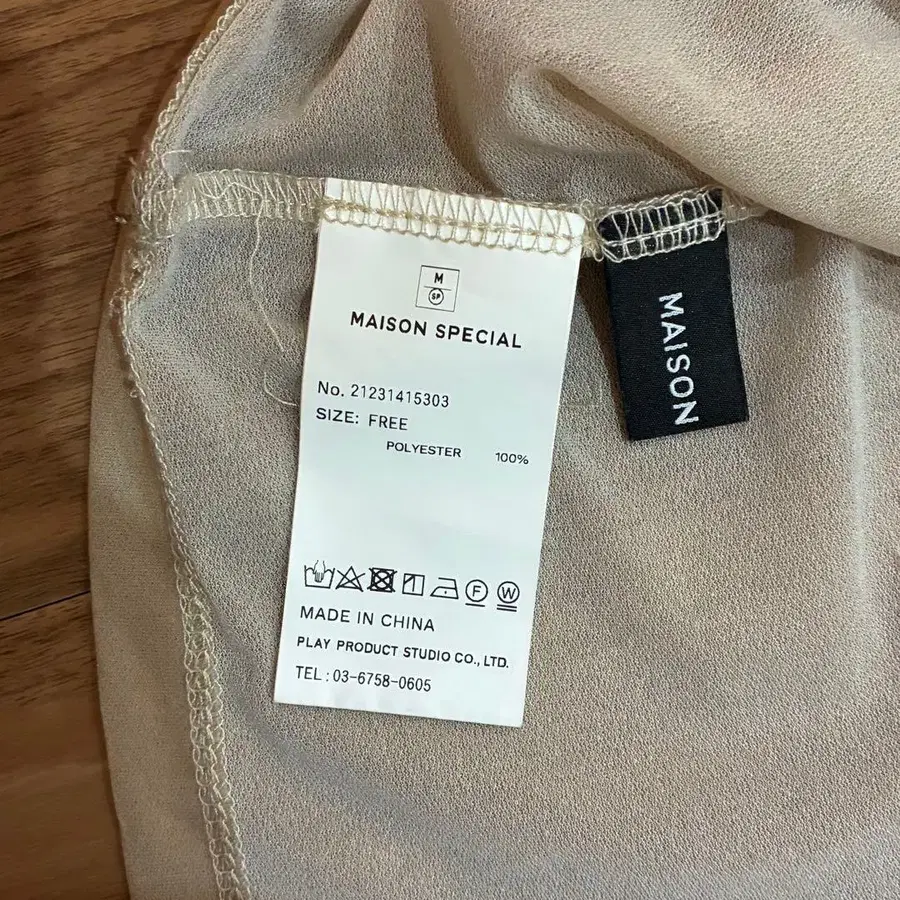 M
SP
MAISON SPECIAL
No. 21231415303
SIZE: FREE
POLYESTER 100%
F W
MADE IN CHINA
PLAY PRODUCT STUDIO CO., LTD.
TEL : 03-6758-0605
MAISON